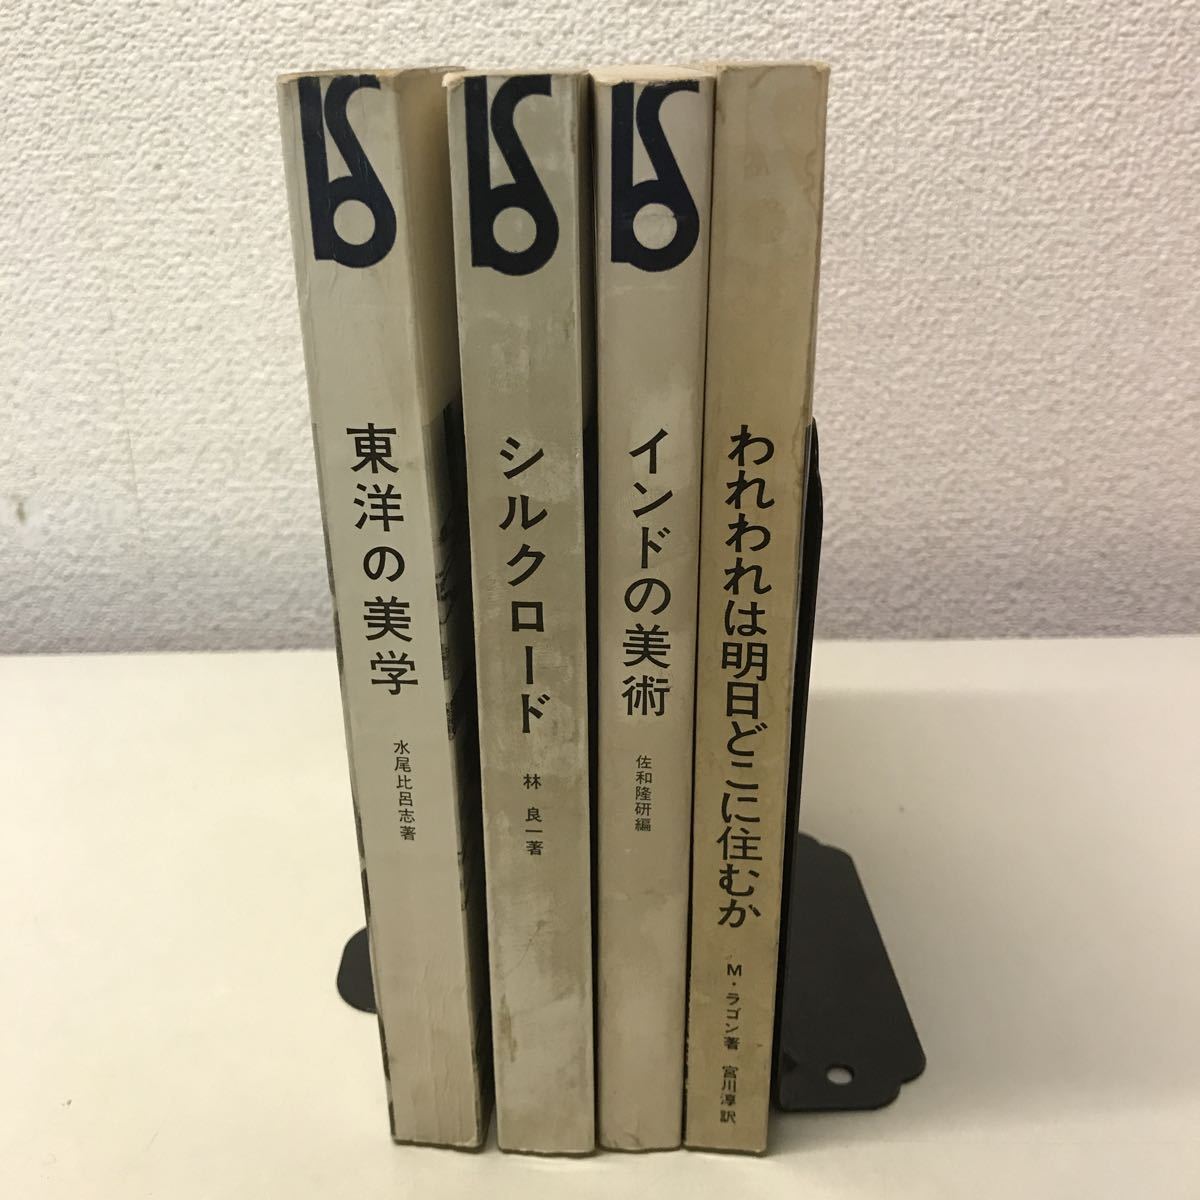 東洋の美学
水尾比呂志著
シルクロード
林 良一著
インドの美術
佐和隆研編
われわれは明日どこに住むか
M・ラゴン著 宮川淳訳